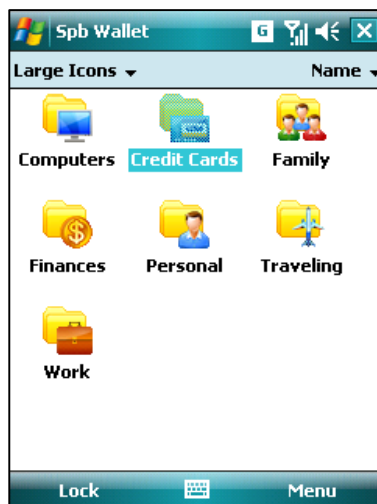 Spb Wallet G
Large Icons Name
Computers Credit Cards Family
Finances Personal Traveling
Work
Lock Menu